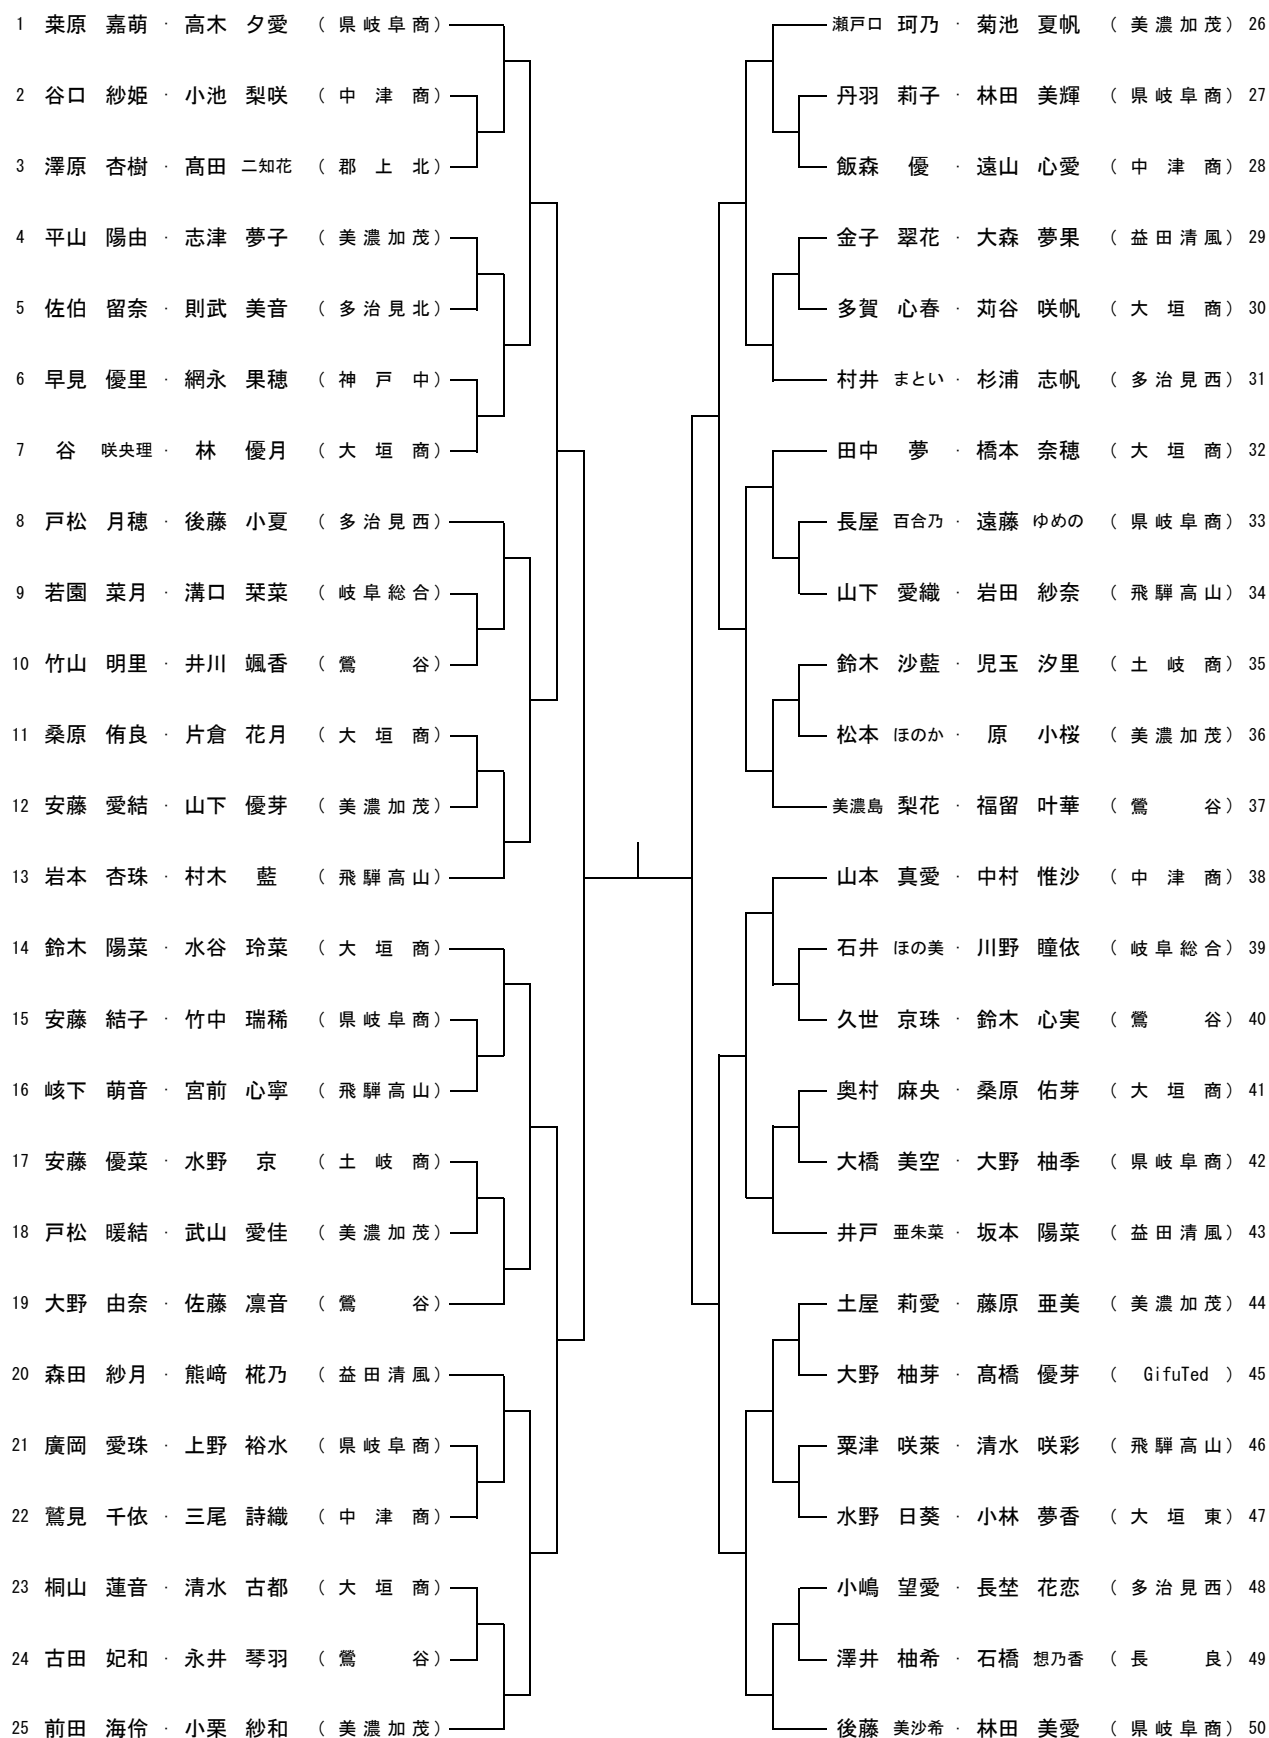 1 桒原 嘉萌 · 高木 夕愛 （ 県岐阜商）
2 谷口 紗姫 · 小池 梨咲 （ 中津商）
3 澤原 杏樹 · 髙田 二知花 （ 郡上北）
4 平山 陽由 · 志津 夢子 （ 美濃加茂）
5 佐伯 留奈 · 則武 美音 （ 多治見北）
6 早見 優里 · 網永 果穂 （ 神戸中）
7 谷 咲央理 · 林 優月 （ 大垣商）
8 戸松 月穂 · 後藤 小夏 （ 多治見西）
9 若園 菜月 · 溝口 栞菜 （ 岐阜総合）
10 竹山 明里 · 井川 颯香 （ 鶯谷）
11 桑原 侑良 · 片倉 花月 （ 大垣商）
12 安藤 愛結 · 山下 優芽 （ 美濃加茂）
13 岩本 杏珠 · 村木 藍 （ 飛騨高山）
14 鈴木 陽菜 · 水谷 玲菜 （ 大垣商）
15 安藤 結子 · 竹中 瑞稀 （ 県岐阜商）
16 峐下 萌音 · 宮前 心寧 （ 飛騨高山）
17 安藤 優菜 · 水野 京 （ 土岐商）
18 戸松 暖結 · 武山 愛佳 （ 美濃加茂）
19 大野 由奈 · 佐藤 凛音 （ 鶯谷）
20 森田 紗月 · 熊﨑 椛乃 （ 益田清風）
21 廣岡 愛珠 · 上野 裕水 （ 県岐阜商）
22 鷲見 千依 · 三尾 詩織 （ 中津商）
23 桐山 蓮音 · 清水 古都 （ 大垣商）
24 古田 妃和 · 永井 琴羽 （ 鶯谷）
25 前田 海伶 · 小栗 紗和 （ 美濃加茂）
瀬戸口 珂乃 · 菊池 夏帆 （ 美濃加茂） 26
丹羽 莉子 · 林田 美輝 （ 県岐阜商） 27
飯森 優 · 遠山 心愛 （ 中津商） 28
金子 翠花 · 大森 夢果 （ 益田清風） 29
多賀 心春 · 苅谷 咲帆 （ 大垣商） 30
村井 まとい · 杉浦 志帆 （ 多治見西） 31
田中 夢 · 橋本 奈穂 （ 大垣商） 32
長屋 百合乃 · 遠藤 ゆめの （ 県岐阜商） 33
山下 愛織 · 岩田 紗奈 （ 飛騨高山） 34
鈴木 沙藍 · 児玉 汐里 （ 土岐商） 35
松本 ほのか · 原 小桜 （ 美濃加茂） 36
美濃島 梨花 · 福留 叶華 （ 鶯谷） 37
山本 真愛 · 中村 惟沙 （ 中津商） 38
石井 ほの美 · 川野 瞳依 （ 岐阜総合） 39
久世 京珠 · 鈴木 心実 （ 鶯谷） 40
奥村 麻央 · 桑原 佑芽 （ 大垣商） 41
大橋 美空 · 大野 柚季 （ 県岐阜商） 42
井戸 亜朱菜 · 坂本 陽菜 （ 益田清風） 43
土屋 莉愛 · 藤原 亜美 （ 美濃加茂） 44
大野 柚芽 · 髙橋 優芽 （ GifuTed ） 45
粟津 咲萊 · 清水 咲彩 （ 飛騨高山） 46
水野 日葵 · 小林 夢香 （ 大垣東） 47
小嶋 望愛 · 長埜 花恋 （ 多治見西） 48
澤井 柚希 · 石橋 想乃香 （ 長良） 49
後藤 美沙希 · 林田 美愛 （ 県岐阜商） 50